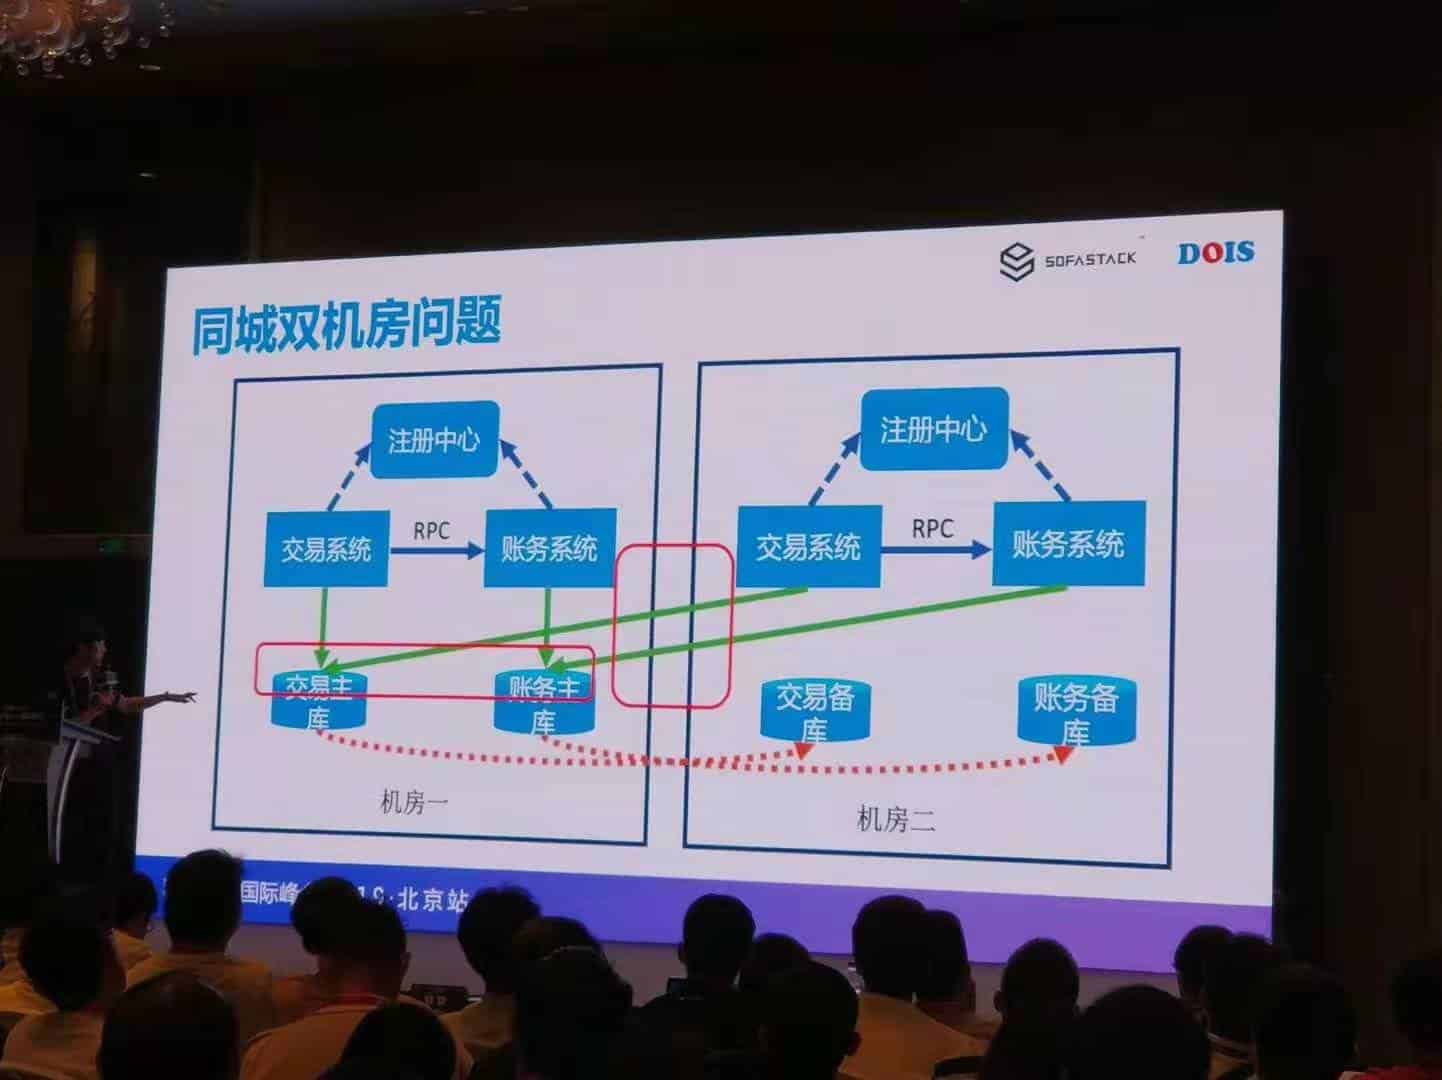 SOFASTACK
DOIS
同城双机房问题
注册中心
注册中心
交易系统
RPC
账务系统
交易系统
RPC
账务系统
交易主
库
账务主
库
交易备
库
账务备
库
机房一
机房二
国际峰
19·北京站